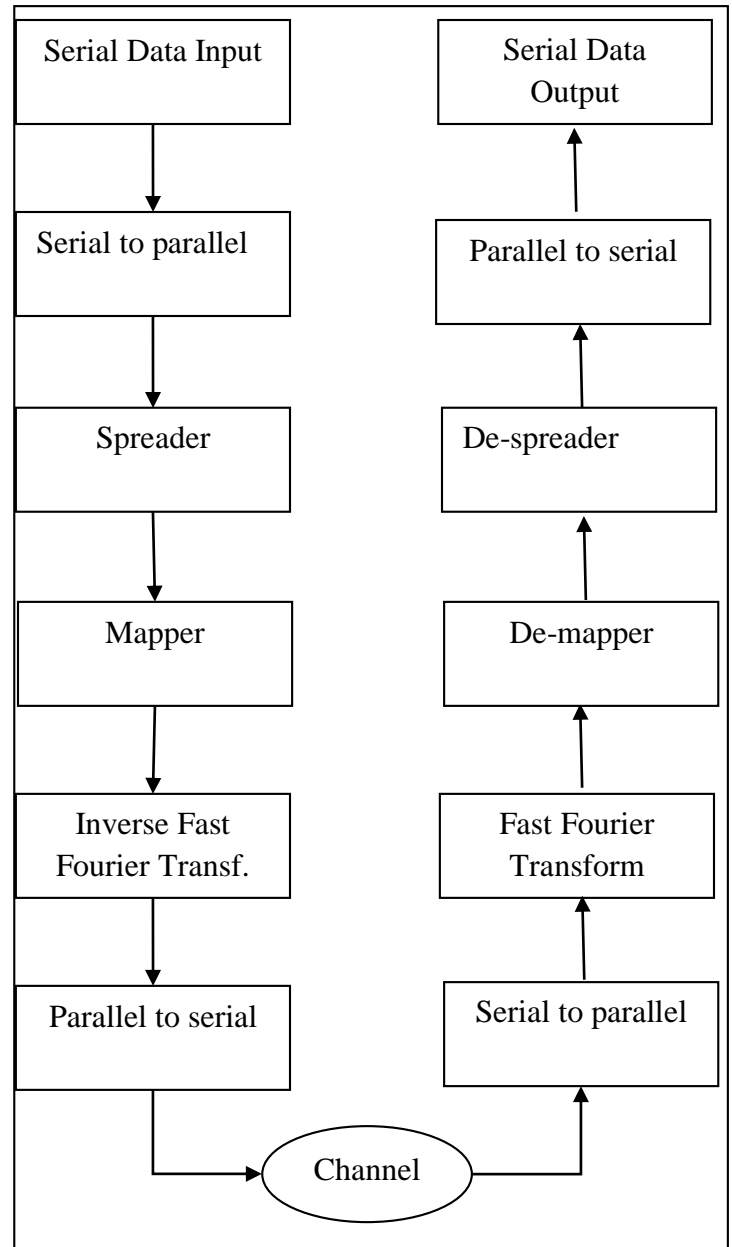 Serial Data Input
Serial to parallel
Spreader
Mapper
Inverse Fast
Fourier Transf.
Parallel to serial
Channel
Serial to parallel
Fast Fourier
Transform
De-mapper
De-spreader
Parallel to serial
Serial Data
Output